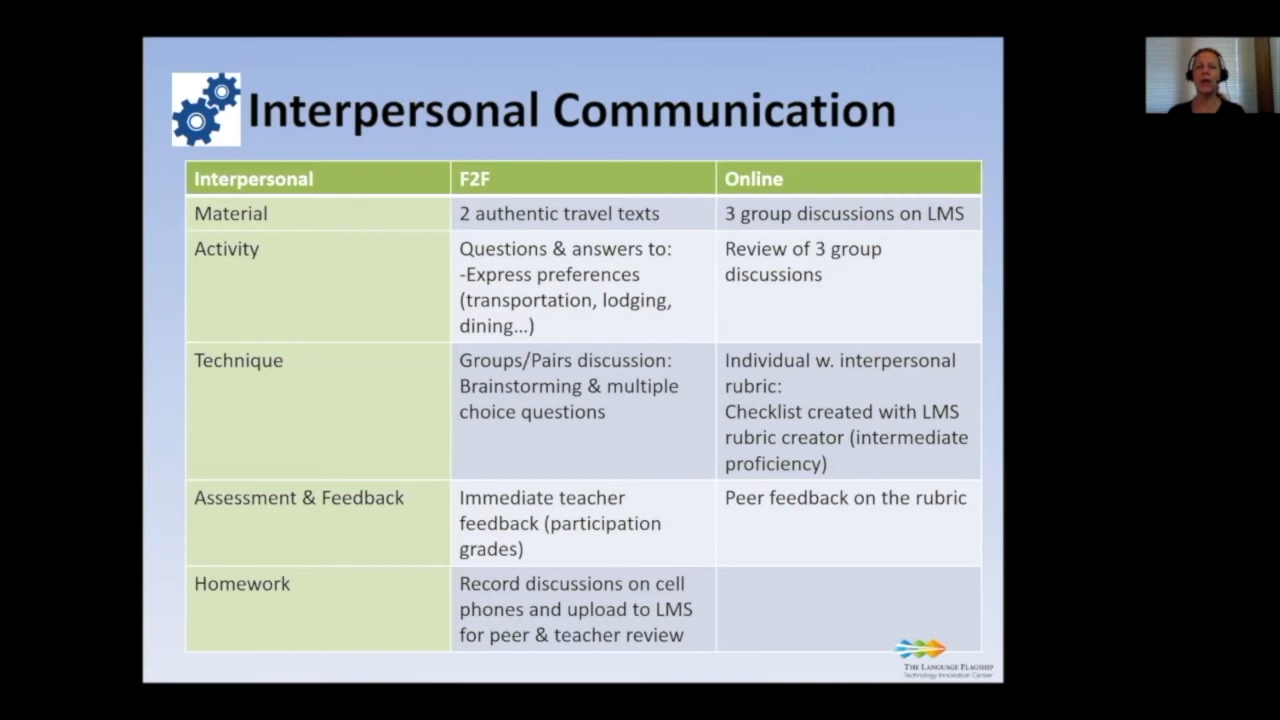 Interpersonal Communication
Interpersonal
F2F
Online
Material
2 authentic travel texts
3 group discussions on LMS
Activity
Questions & answers to:
-Express preferences
(transportation, lodging,
dining...)
Review of 3 group
discussions
Technique
Groups/Pairs discussion:
Brainstorming & multiple
choice questions
Individual w. interpersonal
rubric:
Checklist created with LMS
rubric creator (intermediate
proficiency)
Assessment & Feedback
Immediate teacher
feedback (participation
grades)
Peer feedback on the rubric
Homework
Record discussions on cell
phones and upload to LMS
for peer & teacher review
The Language Flagship
Technology Innovation Center